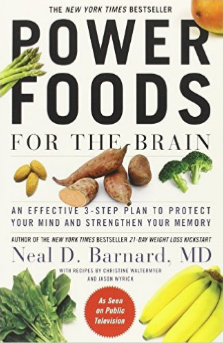 THE NEW YORK TIMES BESTSELLER
POWER
FOODS
FOR THE BRAIN
AN EFFECTIVE 3-STEP PLAN TO PROTECT
YOUR MIND AND STRENGTHEN YOUR MEMORY
AUTHOR OF THE NEW YORK TIMES BESTSELLER 21-DAY WEIGHT LOSS KICKSTART
Neal D. Barnard, MD
WITH RECIPES BY CHRISTINE WALTERMYER
AND JASON WYRICK
As Seen
on Public
Television